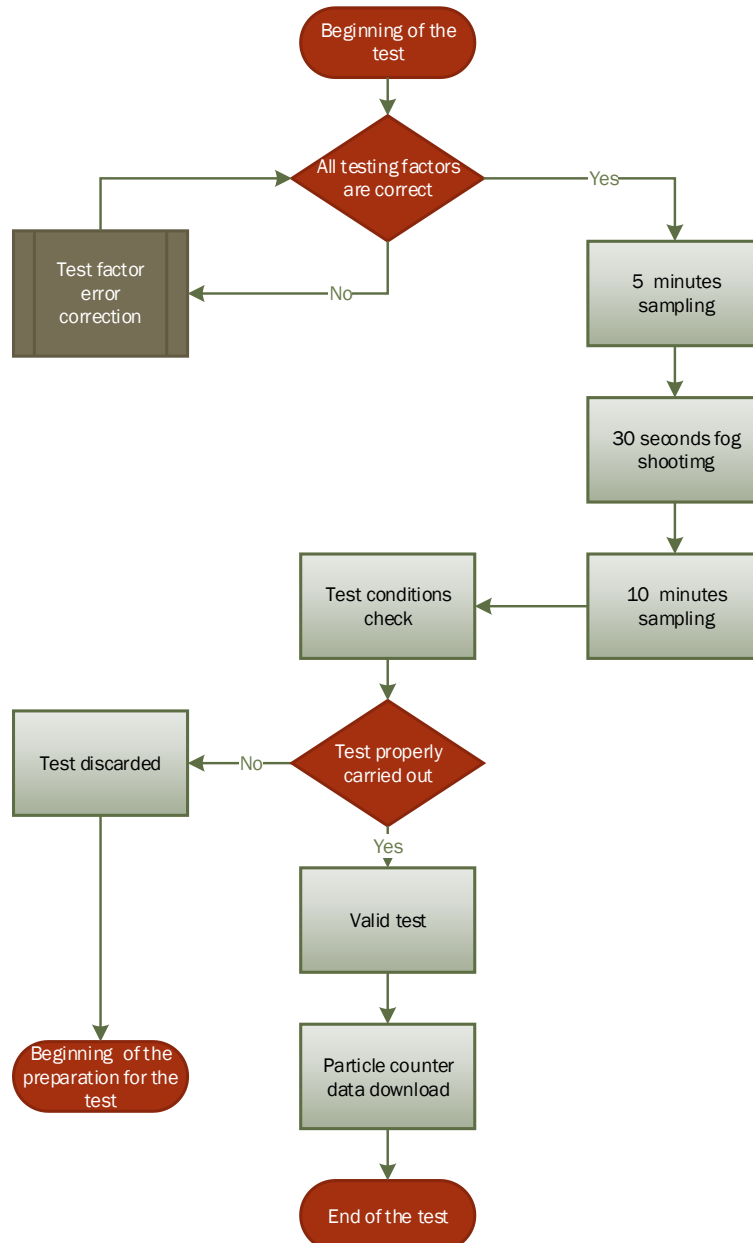 Beginning of the
test
All testing factors
are correct
Yes
No
Test factor
error
correction
5 minutes
sampling
30 seconds fog
shootimg
10 minutes
sampling
Test conditions
check
Test properly
carried out
No
Test discarded
Yes
Valid test
Beginning of the
preparation for the
test
Particle counter
data download
End of the test